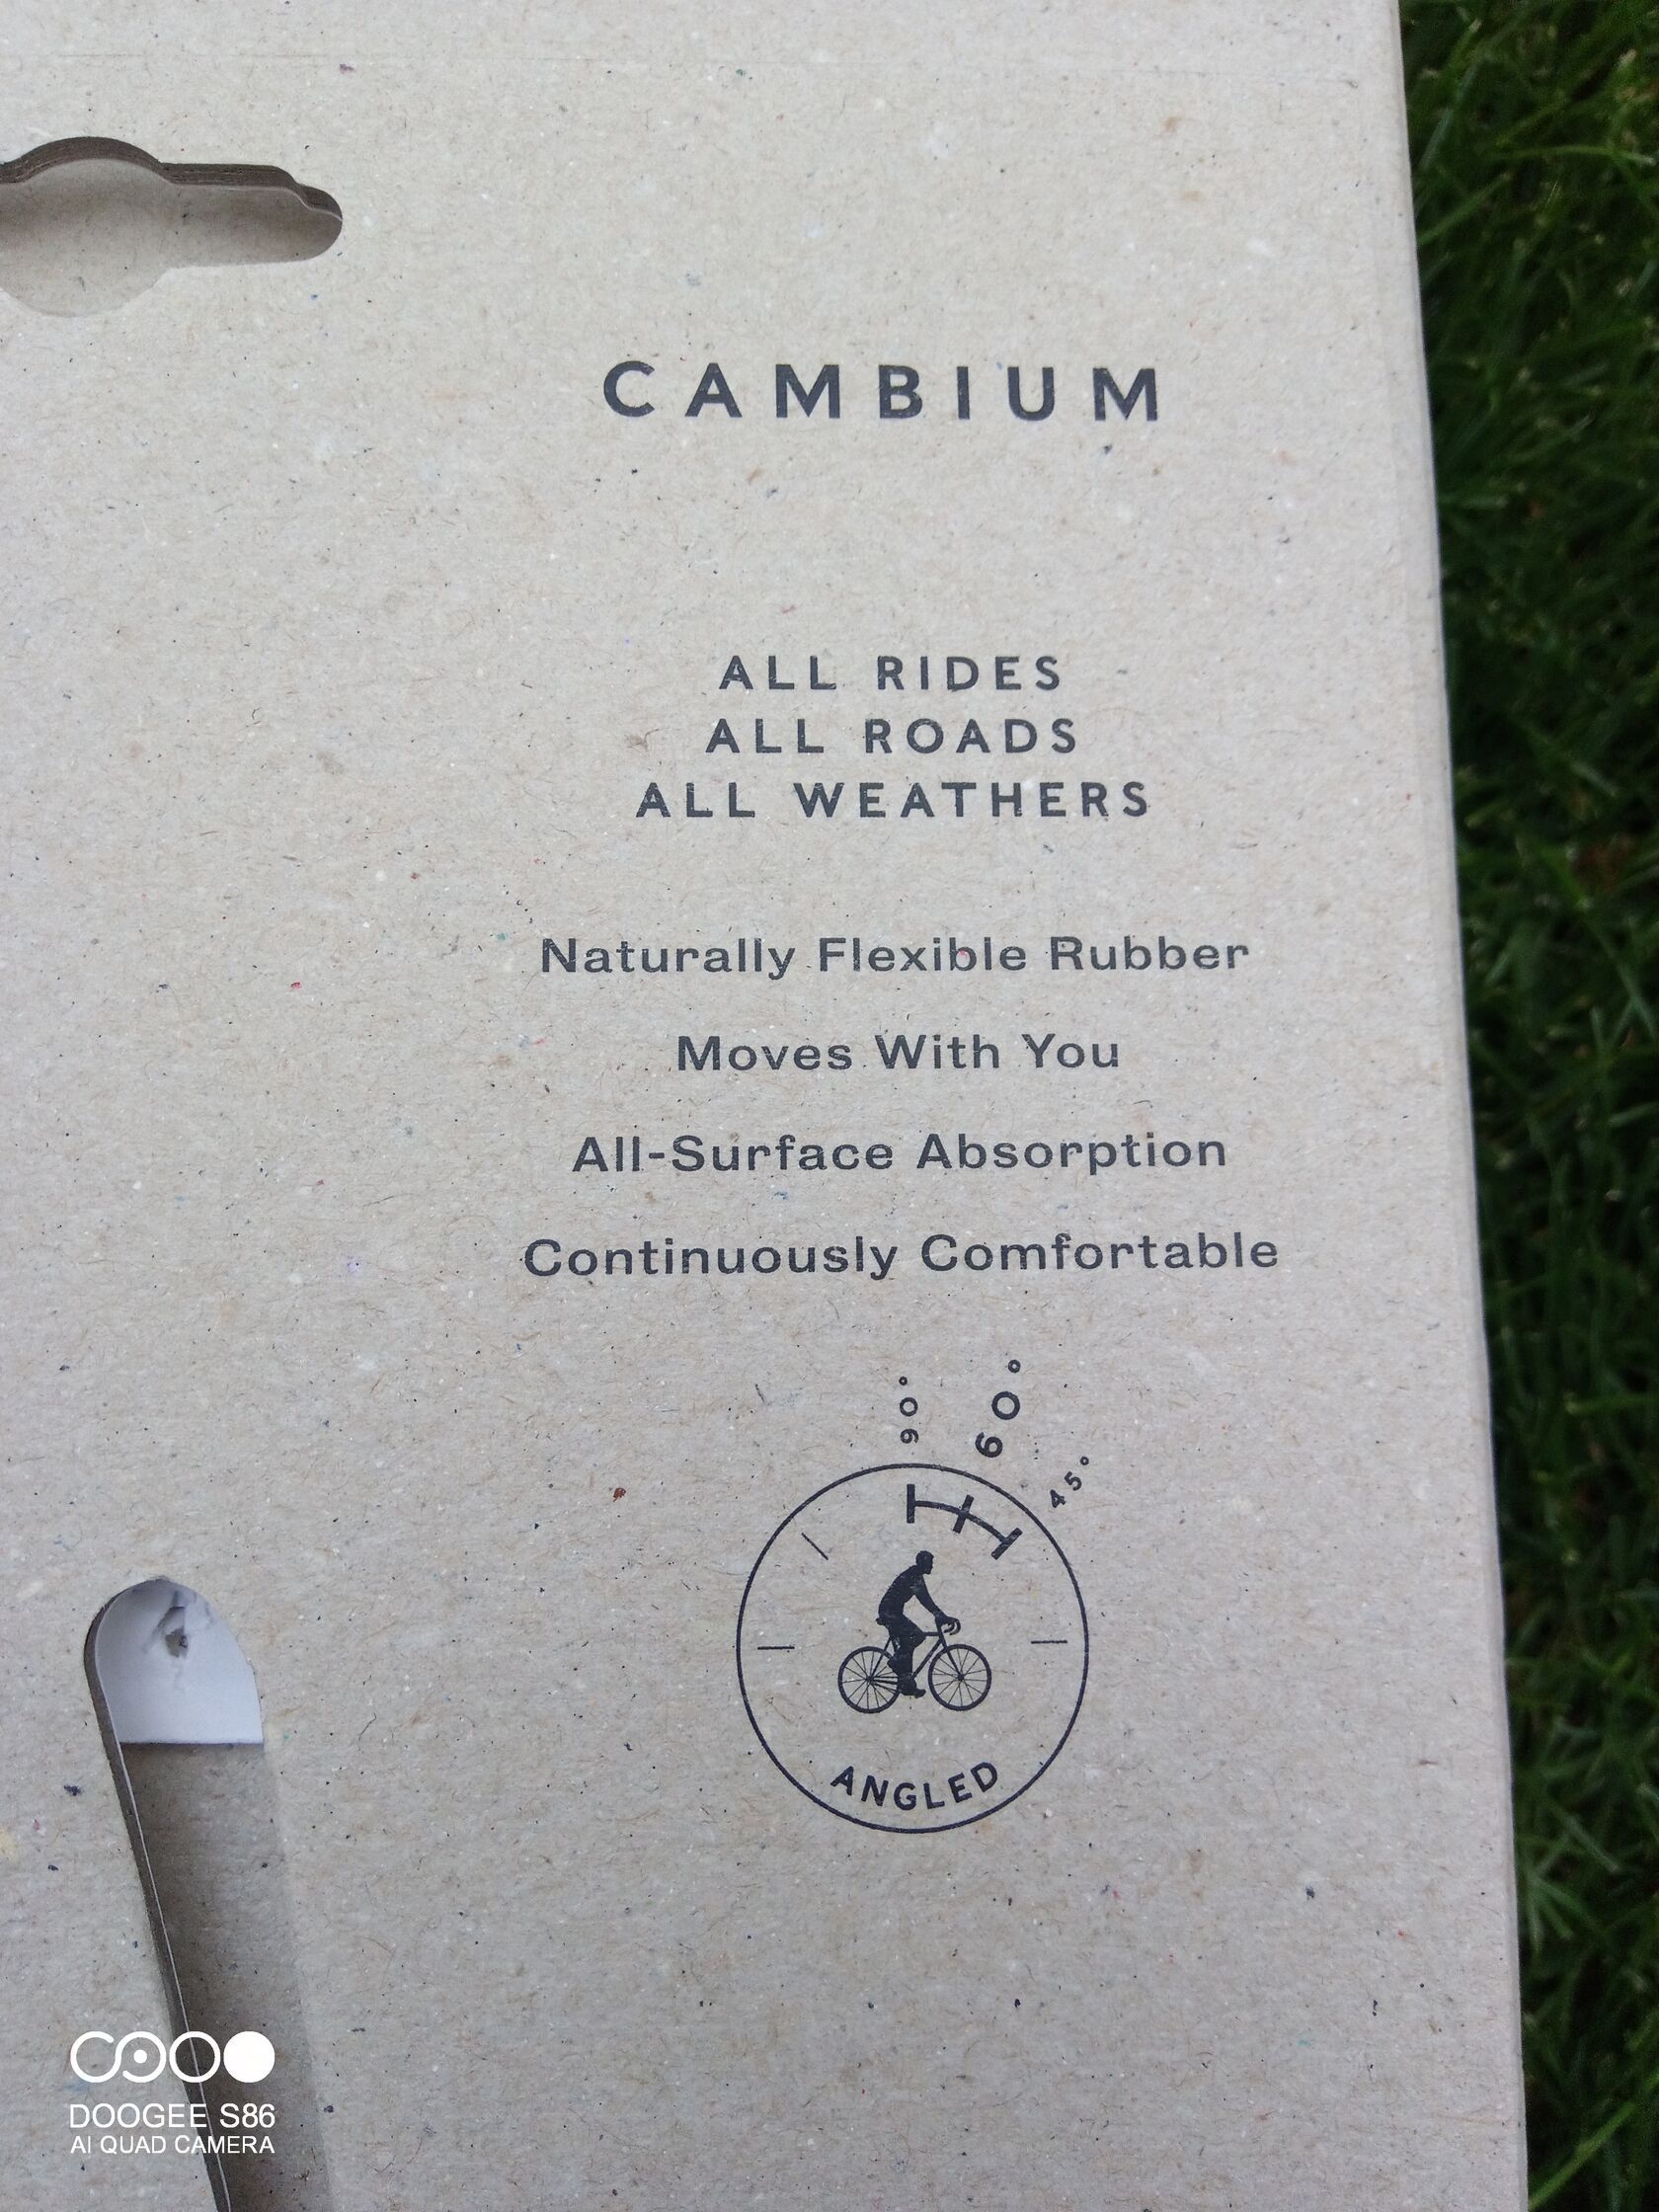 CAMBIUM
ALL RIDES
ALL ROADS
ALL WEATHERS
Naturally Flexible Rubber
Moves With You
All-Surface Absorption
Continuously Comfortable
90° 60° 45°
ANGLED
DOOGEE S86
AI QUAD CAMERA